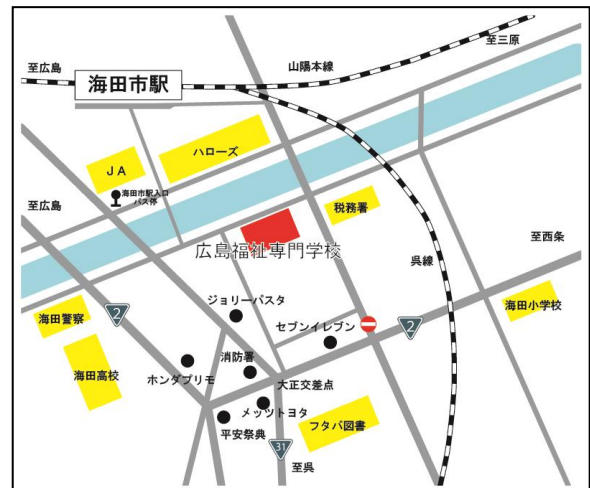 至三原
山陽本線
至広島
海田市駅
ハローズ
JA
海田市駅入口
バス停
税務署
至広島
至西条
広島福祉専門学校
呉線
ジョリーパスタ
海田小学校
2
海田警察
セブンイレブン
2
消防署
海田高校
ホンダプリモ
大正交差点
メッツトヨタ
フタバ図書
平安祭典
31
至呉